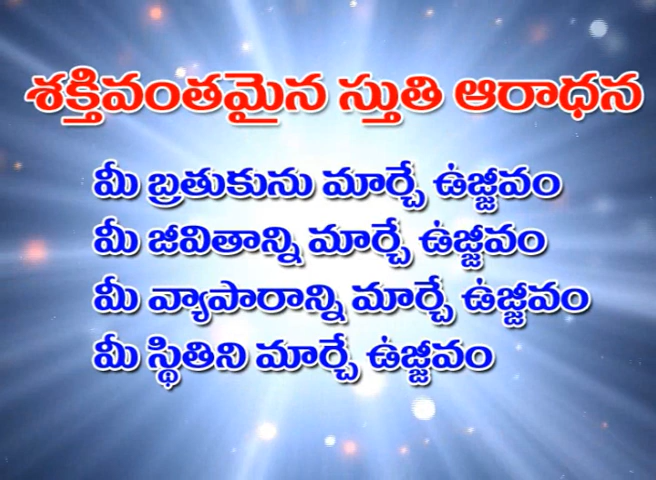 శక్తివంతమైన స్తుతి ఆరాధన
మీ బ్రతుకును మార్చే ఉజ్జీవం
మీ జీవితాన్ని మార్చే ఉజ్జీవం
మీ వ్యాపారాన్ని మార్చే ఉజ్జీవం
మీ స్థితిని మార్చే ఉజ్జీవం